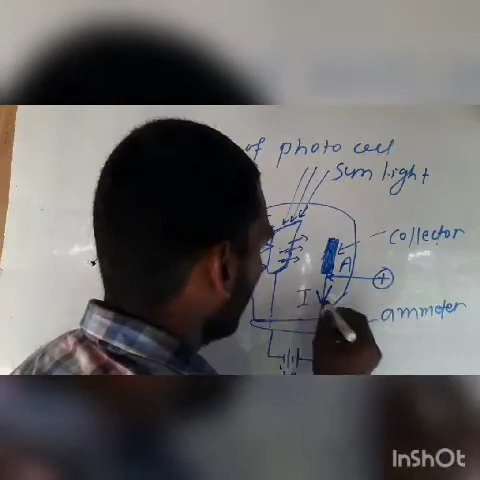 of photo cell
Sun light
collector
A
+
I
ammeter
InShOt